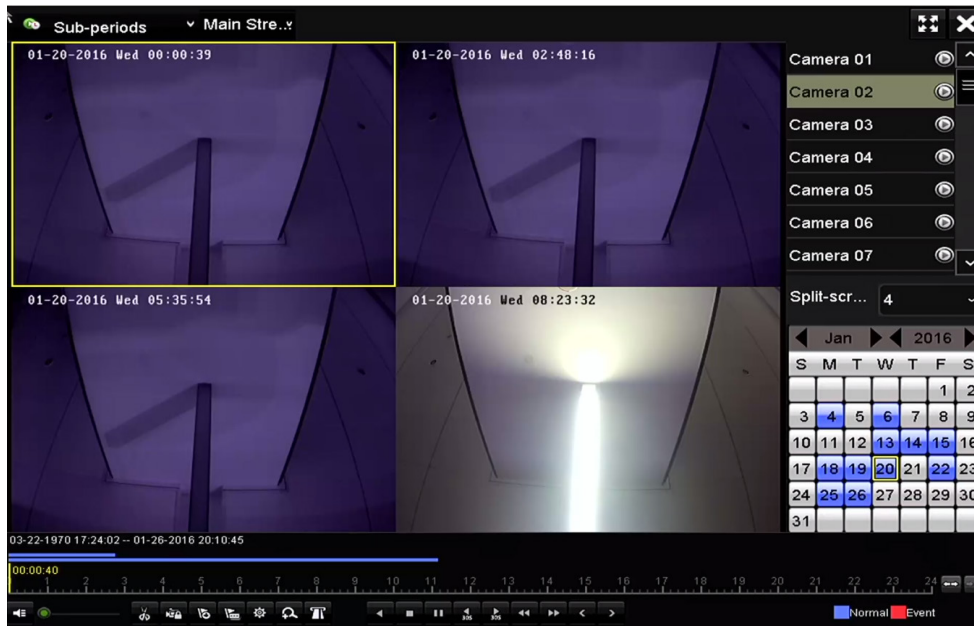 Sub-periods Main Stre...
01-20-2016 Wed 00:00:39
01-20-2016 Wed 02:48:16
01-20-2016 Wed 05:35:54
01-20-2016 Wed 08:23:32
Camera 01
Camera 02
Camera 03
Camera 04
Camera 05
Camera 06
Camera 07
Split-scr... 4
Jan 2016
S M T W T F S
1 2
3 4 5 6 7 8 9
10 11 12 13 14 15 16
17 18 19 20 21 22 23
24 25 26 27 28 29 30
31
03-22-1970 17:24:02 -- 01-26-2016 20:10:45
00:00:40
1 2 3 4 5 6 7 8 9 10 11 12 13 14 15 16 17 18 19 20 21 22 23 24
30S 30S
Normal Event